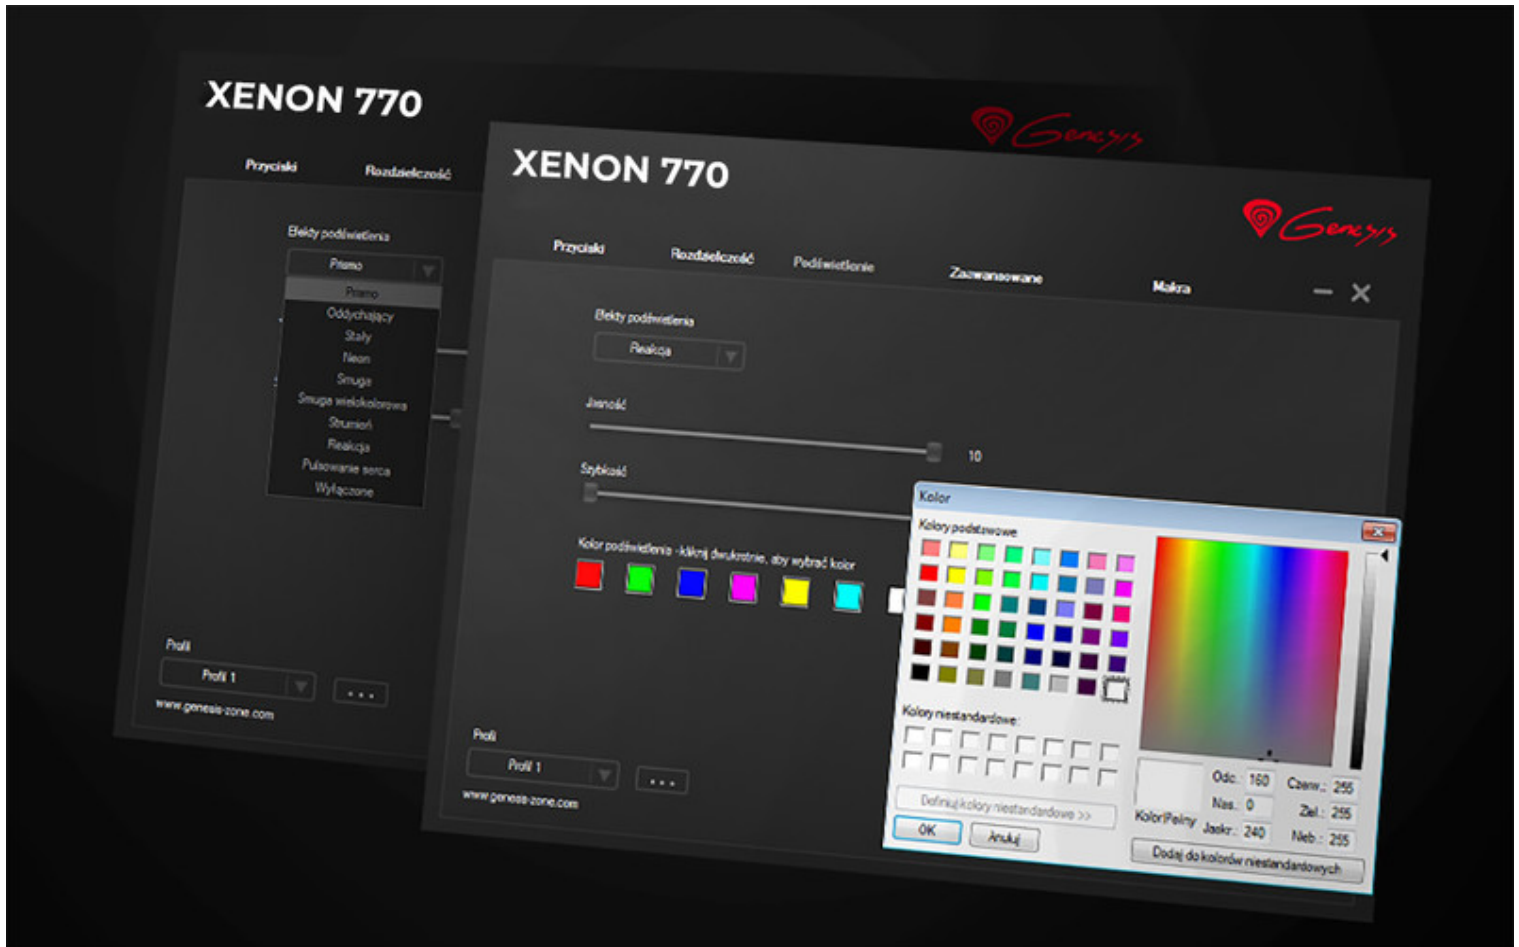 XENON 770
Genesis
Przyciski
Rozdzielczość
Efekty podświetlenia
Prismo
Prismo
Oddychający
Stały
Neon
Smuga
Smuga wielokolorowa
Strumień
Reakcja
Pulsowanie serca
Wyłączone
Profil
Profil 1
...
www.genesis-zone.com
XENON 770
Genesis
Przyciski
Rozdzielczość
Podświetlenie
Zaawansowane
Makra
Efekty podświetlenia
Reakcja
Jasność
10
Szybkość
Kolor podświetlenia - kliknij dwukrotnie, aby wybrać kolor
Profil
Profil 1
...
www.genesis-zone.com
Kolor
Kolory podstawowe:
Kolory niestandardowe:
Definiuj kolory niestandardowe >>
OK
Anuluj
Kolor|Pełny
Odc.: 160
Nas.: 0
Jaskr.: 240
Czerw.: 255
Ziel.: 255
Nieb.: 255
Dodaj do kolorów niestandardowych